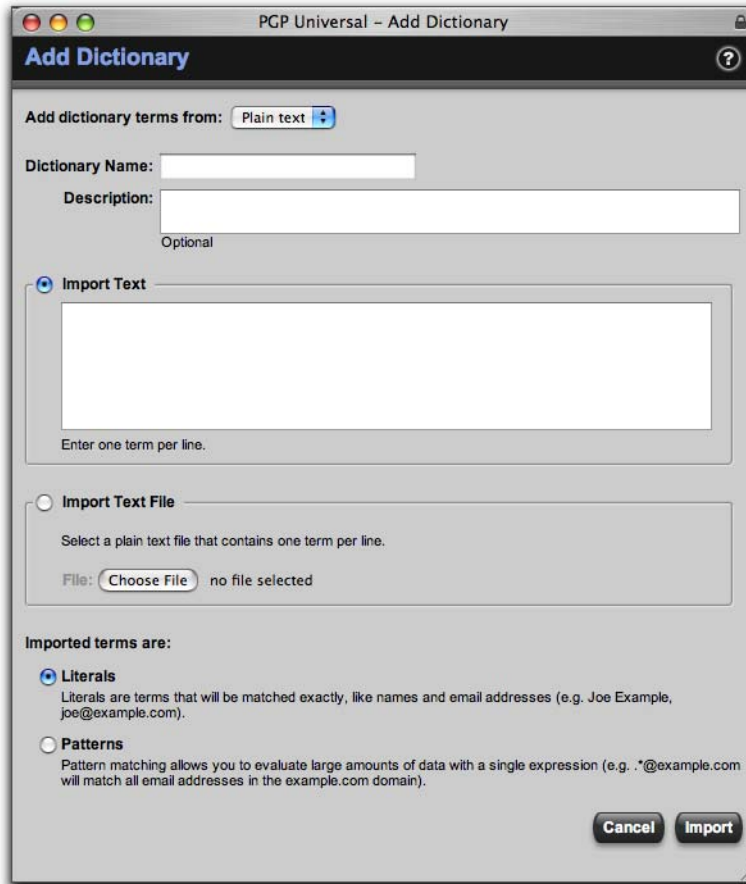 PGP Universal – Add Dictionary
Add Dictionary
?
Add dictionary terms from: Plain text
Dictionary Name:
Description:
Optional
Import Text
Enter one term per line.
Import Text File
Select a plain text file that contains one term per line.
File: Choose File no file selected
Imported terms are:
Literals
Literals are terms that will be matched exactly, like names and email addresses (e.g. Joe Example,
joe@example.com).
Patterns
Pattern matching allows you to evaluate large amounts of data with a single expression (e.g. .*@example.com
will match all email addresses in the example.com domain).
Cancel Import